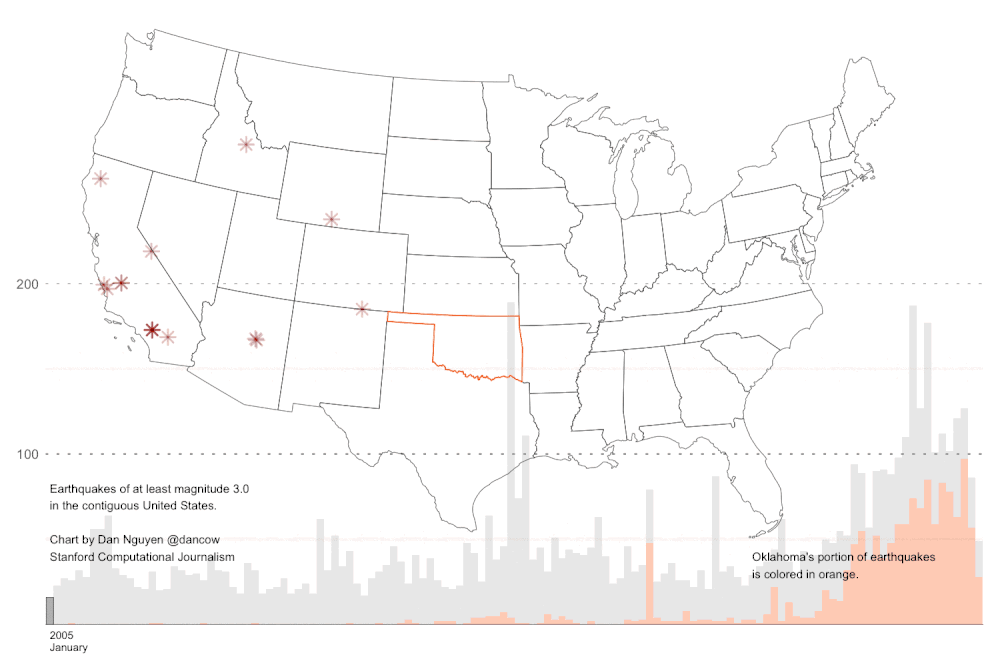 200
100
Earthquakes of at least magnitude 3.0
in the contiguous United States.
Chart by Dan Nguyen @dancow
Stanford Computational Journalism
Oklahoma's portion of earthquakes
is colored in orange.
2005
January